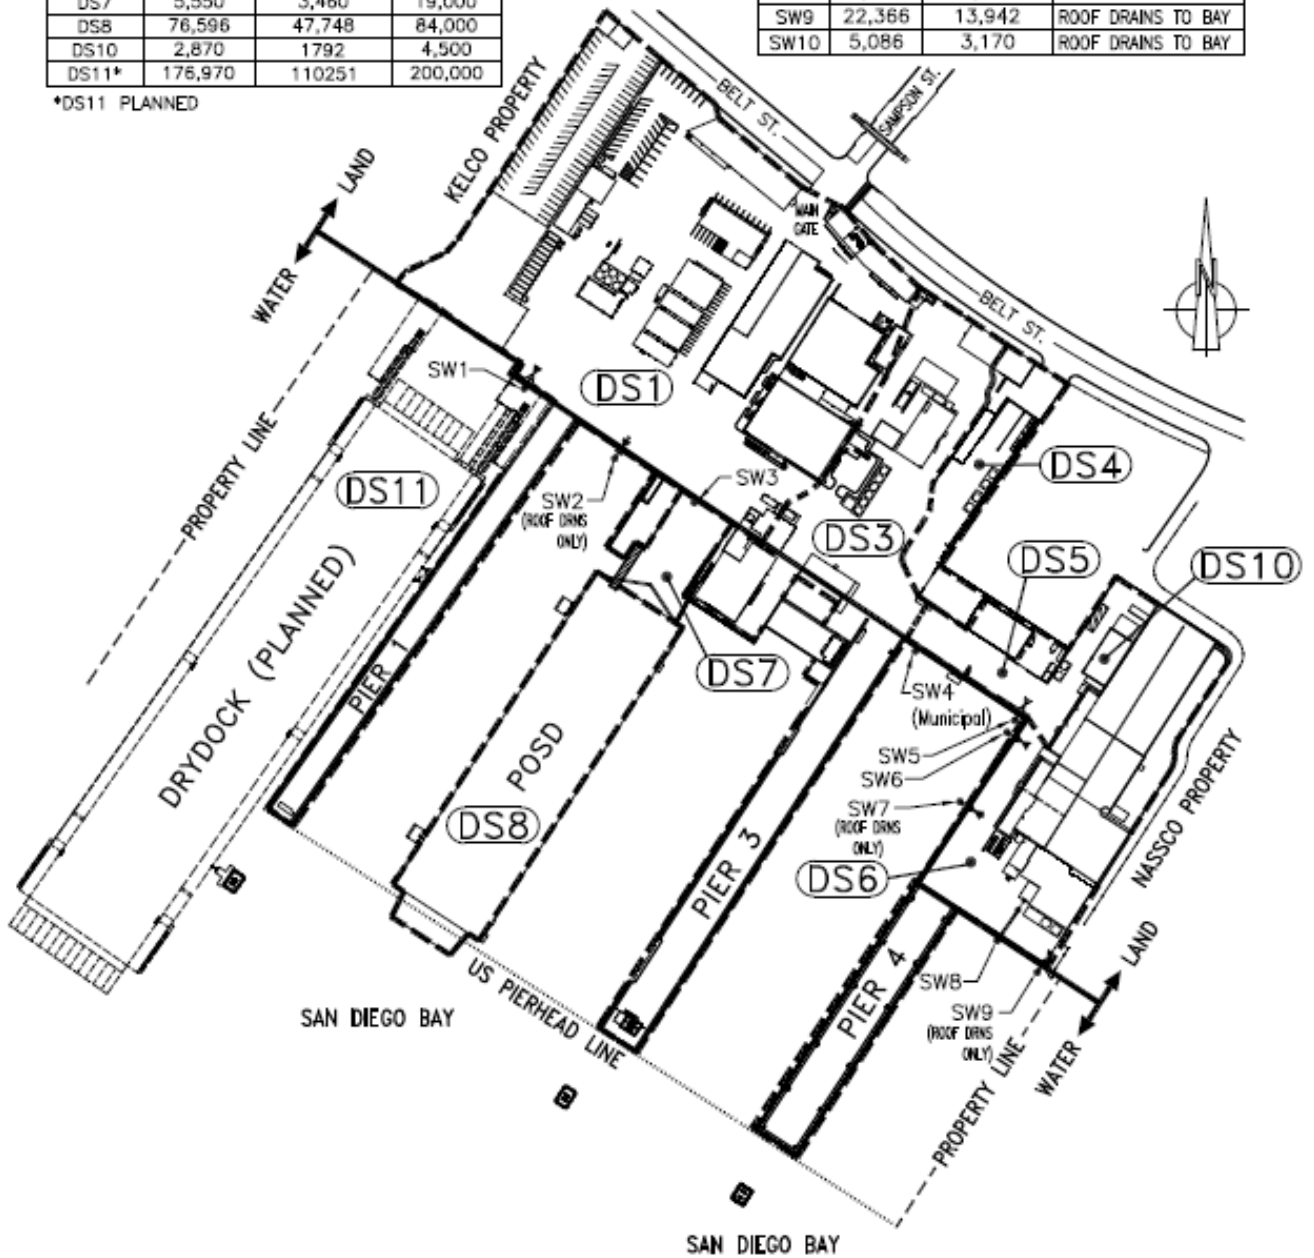 DS7 5,550 3,460 19,000
DS8 76,596 47,748 84,000
DS10 2,870 1792 4,500
DS11* 176,970 110251 200,000
*DS11 PLANNED
SW9 22,366 13,942 ROOF DRAINS TO BAY
SW10 5,086 3,170 ROOF DRAINS TO BAY
BELT ST.
SAMPSON ST.
KELCO PROPERTY
LAND
WATER
MAIN
GATE
BELT ST.
SW1
DS1
PROPERTY LINE
DS11
SW2
(ROOF DRNS
ONLY)
SW3
DS4
DS3
DS5
DS10
DRYDOCK (PLANNED)
PIER 1
DS7
SW4
(Municipal)
SW5
SW6
SW7
(ROOF DRNS
ONLY)
POSD
DS8
PIER 3
DS6
NASSCO PROPERTY
PIER 4
SW8
SW9
(ROOF DRNS
ONLY)
LAND
WATER
US PIERHEAD LINE
PROPERTY LINE
SAN DIEGO BAY
SAN DIEGO BAY
N